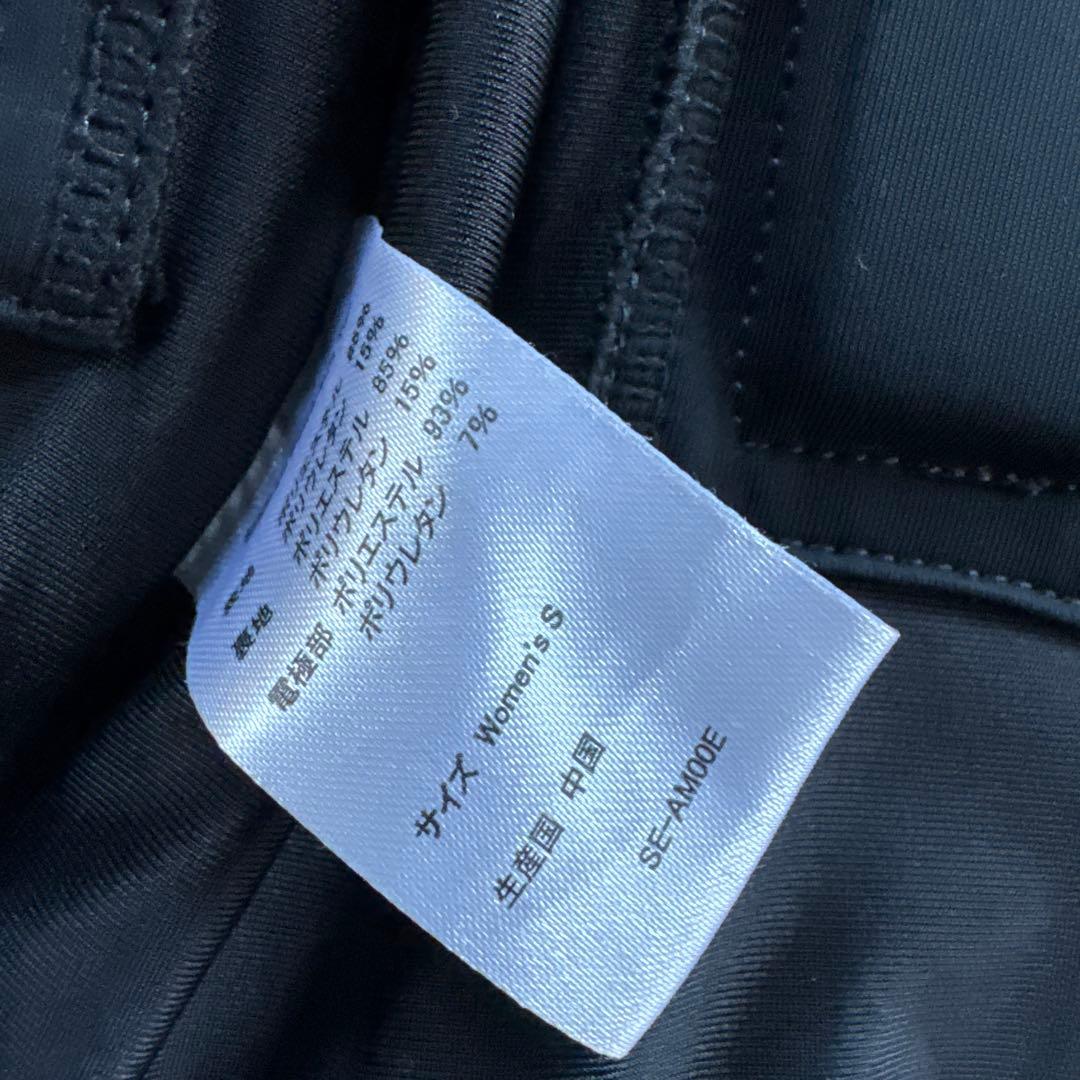 表地 ポリエステル 85%
ポリウレタン 15%
裏地 ポリエステル 85%
ポリウレタン 15%
電極部 ポリエステル 93%
ポリウレタン 7%
サイズ Women's S
生産国 中国
SE-AM00E